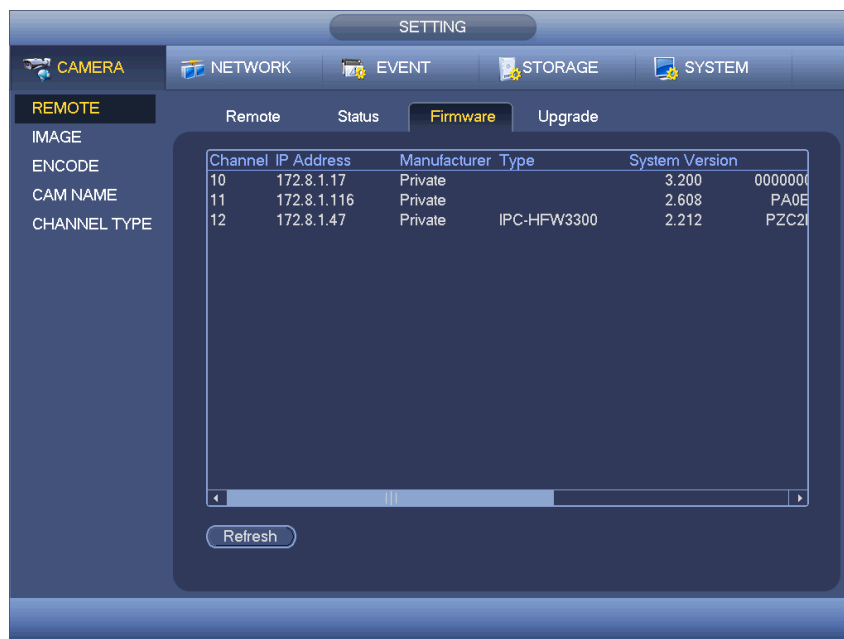 SETTING
CAMERA NETWORK EVENT STORAGE SYSTEM
REMOTE
IMAGE
ENCODE
CAM NAME
CHANNEL TYPE
Remote Status Firmware Upgrade
Channel IP Address Manufacturer Type System Version
10 172.8.1.17 Private 3.200
11 172.8.1.116 Private 2.608 PA0E
12 172.8.1.47 Private IPC-HFW3300 2.212
Refresh